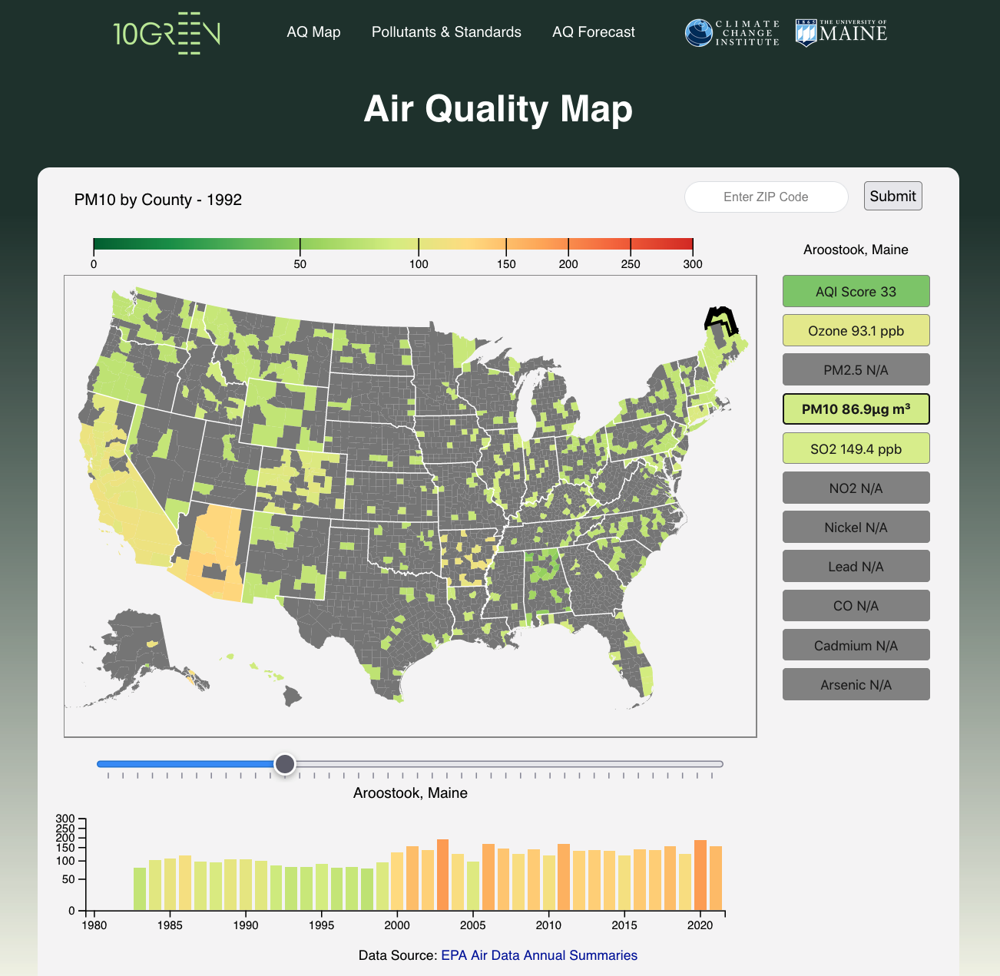 10GREEN
AQ Map
Pollutants & Standards
AQ Forecast
CLIMATE
CHANGE
INSTITUTE
1865
THE UNIVERSITY OF
MAINE
Air Quality Map
PM10 by County - 1992
Enter ZIP Code
Submit
0 50 100 150 200 250 300
Aroostook, Maine
AQI Score 33
Ozone 93.1 ppb
PM2.5 N/A
PM10 86.9µg m³
SO2 149.4 ppb
NO2 N/A
Nickel N/A
Lead N/A
CO N/A
Cadmium N/A
Arsenic N/A
Aroostook, Maine
300
250
200
150
100
50
0
1980 1985 1990 1995 2000 2005 2010 2015 2020
Data Source: EPA Air Data Annual Summaries